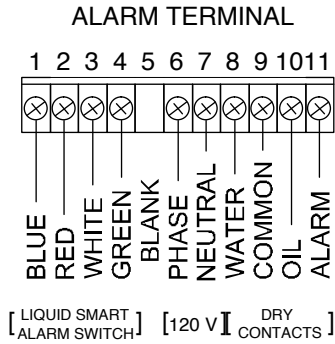 ALARM TERMINAL
1 2 3 4 5 6 7 8 9 10 11
BLUE
RED
WHITE
GREEN
BLANK
PHASE
NEUTRAL
WATER
COMMON
OIL
ALARM
[LIQUID SMART
ALARM SWITCH]
[120 V]
[DRY
CONTACTS]